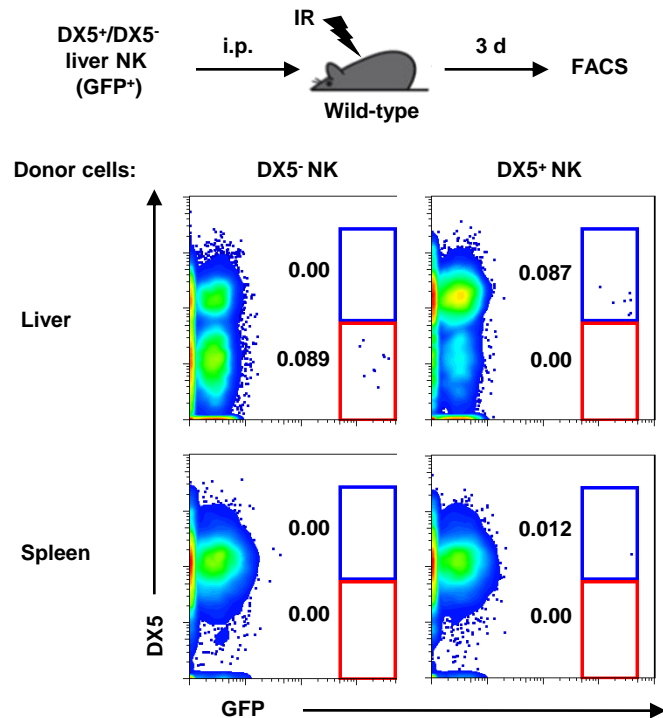 DX5⁺/DX5⁻
liver NK
(GFP⁺)
i.p.
IR
Wild-type
3 d
FACS
Donor cells:
DX5⁻ NK
DX5⁺ NK
Liver
0.00
0.089
0.087
0.00
Spleen
0.00
0.00
0.012
0.00
DX5
GFP